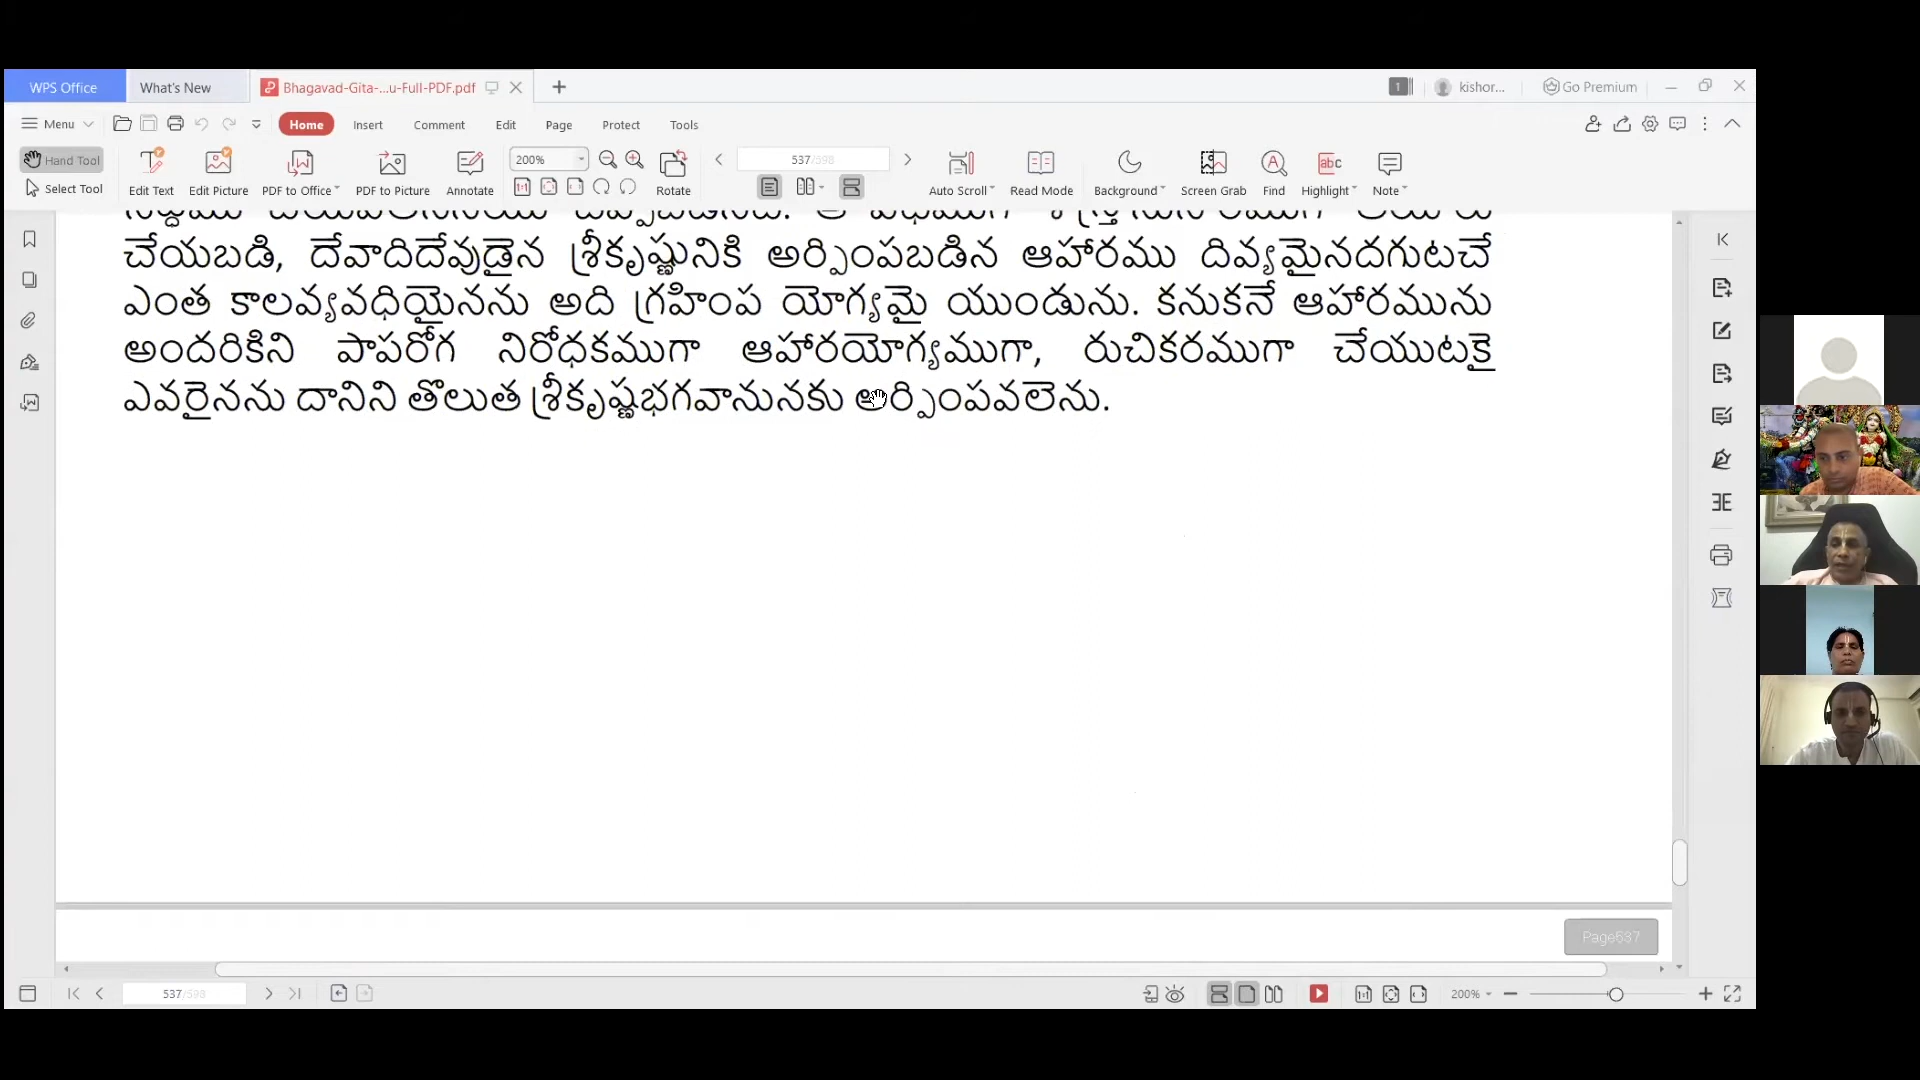 WPS Office What's New Bhagavad-Gita-...u-Full-PDF.pdf 1 kishor... Go Premium
Menu Home Insert Comment Edit Page Protect Tools
Hand Tool 200% 537/598
Select Tool Edit Text Edit Picture PDF to Office PDF to Picture Annotate Rotate Auto Scroll Read Mode Background Screen Grab Find Highlight Note
చేయబడి, దేవాదిదేవుడైన శ్రీకృష్ణునికి అర్పింపబడిన ఆహారము దివ్యమైనదగుటచే
ఎంత కాలవ్యవధియైనను అది గ్రహింప యోగ్యమై యుండును. కనుకనే ఆహారమును
అందరికిని పాపరోగ నిరోధకముగా ఆహారయోగ్యముగా, రుచికరముగా చేయుటకై
ఎవరైనను దానిని తొలుత శ్రీకృష్ణభగవానునకు అర్పింపవలెను.
Page537
537/598 200%